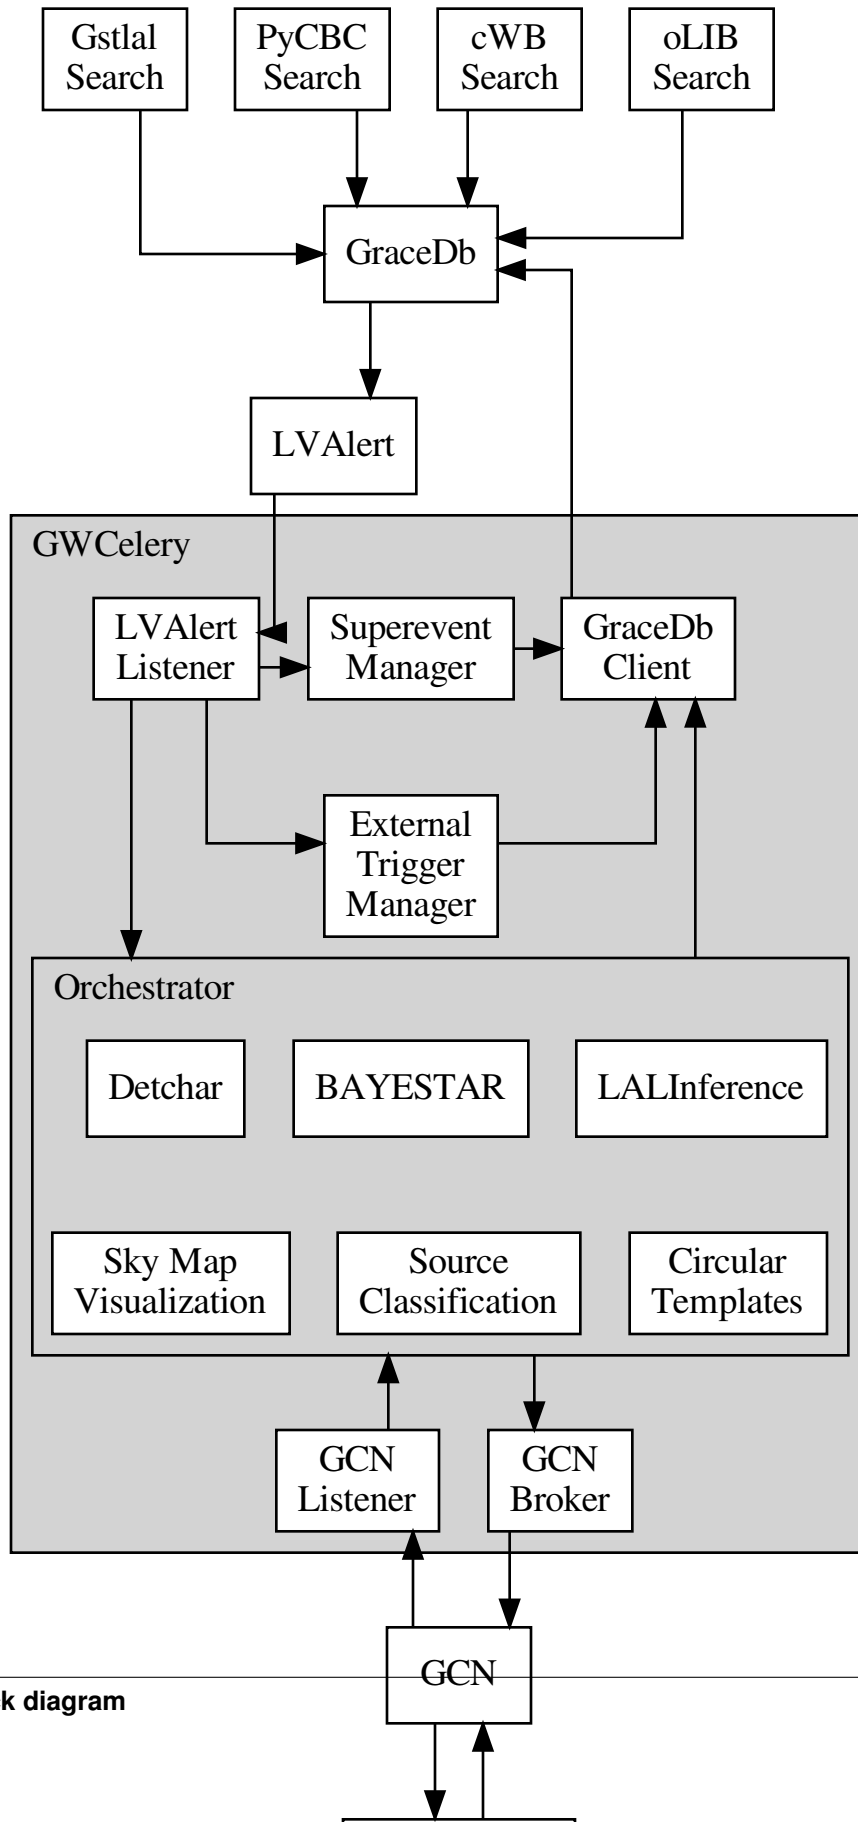 Gstlal
Search
PyCBC
Search
cWB
Search
oLIB
Search
GraceDb
LVAlert
GWCelery
LVAlert
Listener
Superevent
Manager
GraceDb
Client
External
Trigger
Manager
Orchestrator
Detchar
BAYESTAR
LALInference
Sky Map
Visualization
Source
Classification
Circular
Templates
GCN
Listener
GCN
Broker
GCN
diagram